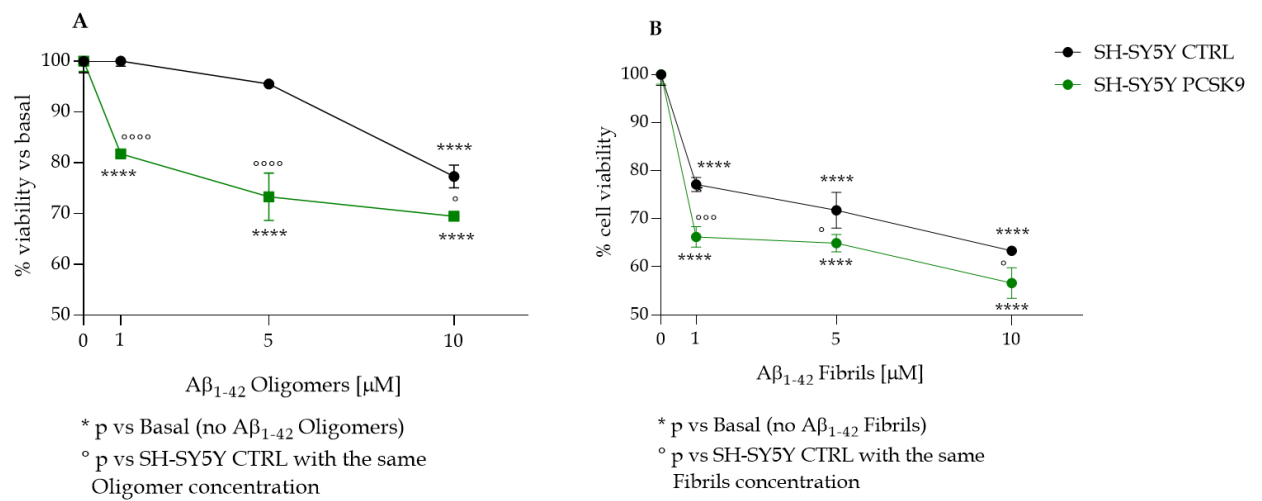 A
% viability vs basal
100
90
80
70
60
50
0 1 5 10
°°°°
****
°°°°
****
****
°
****
Aβ1-42 Oligomers [μM]
* p vs Basal (no Aβ1-42 Oligomers)
° p vs SH-SY5Y CTRL with the same
Oligomer concentration
B
% cell viability
100
90
80
70
60
50
0 1 5 10
****
°°°
****
****
°
****
****
°
****
Aβ1-42 Fibrils [μM]
* p vs Basal (no Aβ1-42 Fibrils)
° p vs SH-SY5Y CTRL with the same
Fibrils concentration
SH-SY5Y CTRL
SH-SY5Y PCSK9